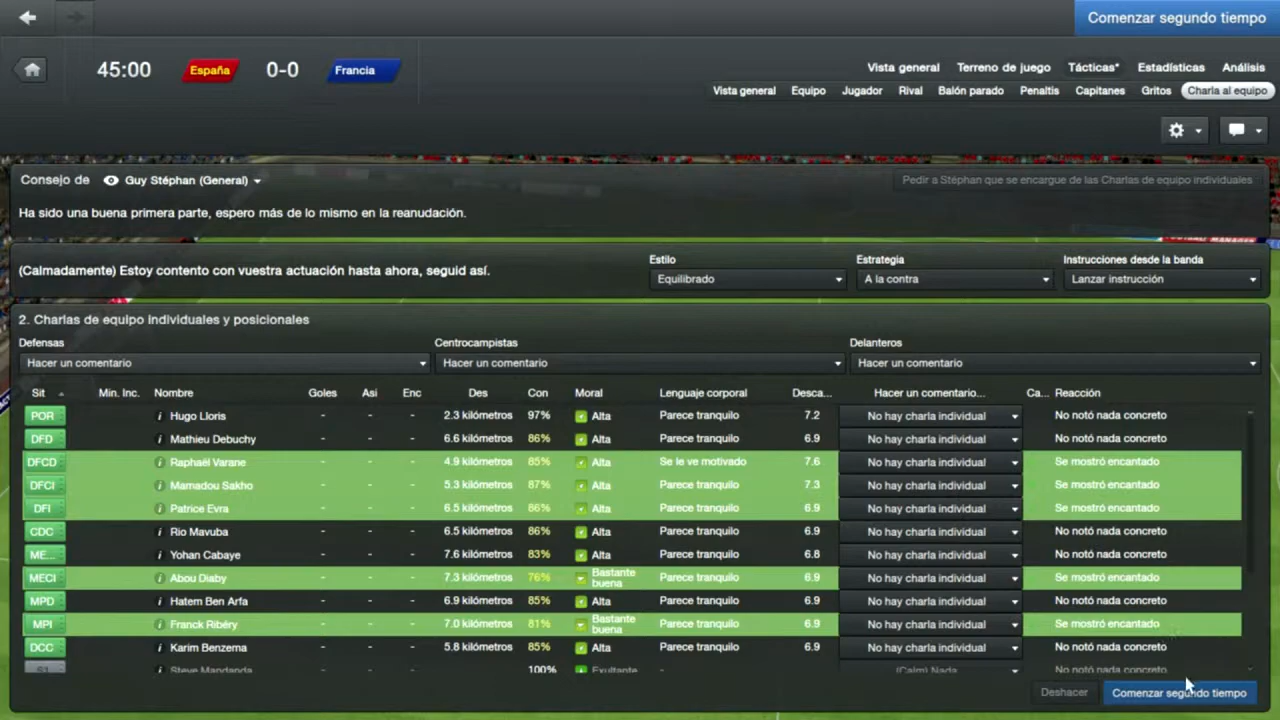 Comenzar segundo tiempo
45:00 España 0-0 Francia
Vista general Terreno de juego Tácticas* Estadísticas Análisis
Vista general Equipo Jugador Rival Balón parado Penaltis Capitanes Gritos Charla al equipo
Consejo de Guy Stéphan (General) Pedir a Stéphan que se encargue de las Charlas de equipo individuales
Ha sido una buena primera parte, espero más de lo mismo en la reanudación.
Estilo Estrategia Instrucciones desde la banda
(Calmadamente) Estoy contento con vuestra actuación hasta ahora, seguid así.
Equilibrado A la contra Lanzar instrucción
2. Charlas de equipo individuales y posicionales
Defensas Centrocampistas Delanteros
Hacer un comentario Hacer un comentario Hacer un comentario
Sit Min. Inc. Nombre Goles Asi Enc Des Con Moral Lenguaje corporal Desca... Hacer un comentario... Ca... Reacción
POR i Hugo Lloris - - - 2.3 kilómetros 97% Alta Parece tranquilo 7.2 No hay charla individual No notó nada concreto
DFD i Mathieu Debuchy - - - 6.6 kilómetros 86% Alta Parece tranquilo 6.9 No hay charla individual No notó nada concreto
DFCD i Raphaël Varane - - - 4.9 kilómetros 85% Alta Se le ve motivado 7.6 No hay charla individual Se mostró encantado
DFCI i Mamadou Sakho - - - 5.3 kilómetros 87% Alta Parece tranquilo 7.3 No hay charla individual Se mostró encantado
DFI i Patrice Evra - - - 6.5 kilómetros 86% Alta Parece tranquilo 6.9 No hay charla individual Se mostró encantado
CDC i Rio Mavuba - - - 6.5 kilómetros 86% Alta Parece tranquilo 6.9 No hay charla individual No notó nada concreto
ME... i Yohan Cabaye - - - 7.6 kilómetros 83% Alta Parece tranquilo 6.8 No hay charla individual No notó nada concreto
MECI i Abou Diaby - - - 7.3 kilómetros 76% Bastante buena Parece tranquilo 6.9 No hay charla individual Se mostró encantado
MPD i Hatem Ben Arfa - - - 6.9 kilómetros 85% Alta Parece tranquilo 6.9 No hay charla individual No notó nada concreto
MPI i Franck Ribéry - - - 7.0 kilómetros 81% Bastante buena Parece tranquilo 6.9 No hay charla individual Se mostró encantado
DCC i Karim Benzema - - - 5.8 kilómetros 85% Alta Parece tranquilo 6.9 No hay charla individual No notó nada concreto
S1 i Steve Mandanda - - - 100% Exultante - (Calm) Nada No notó nada concreto
Deshacer Comenzar segundo tiempo